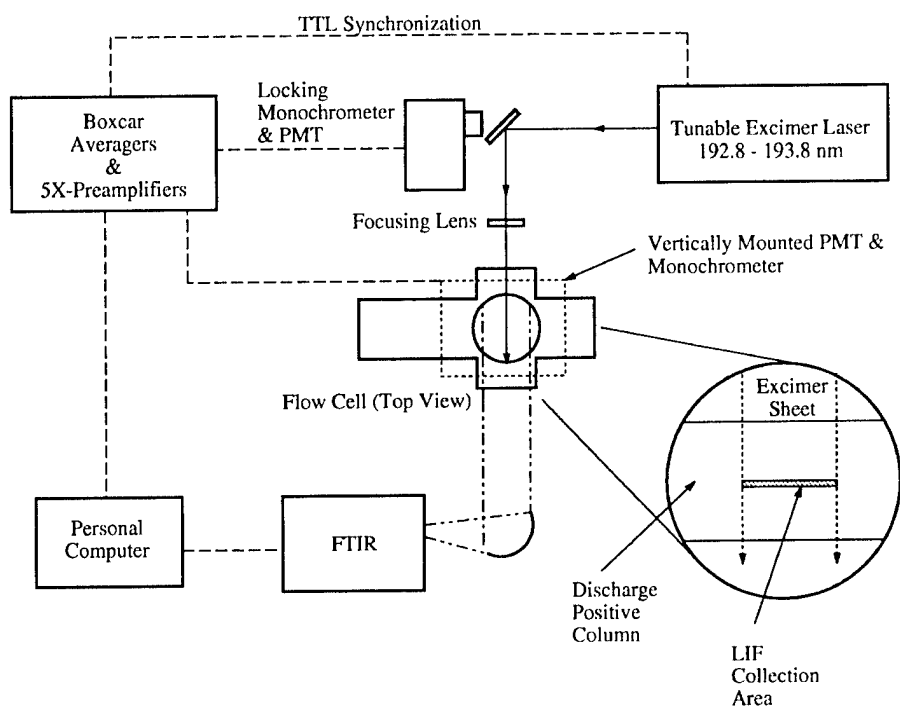 TTL Synchronization
Boxcar
Averagers
&
5X-Preamplifiers
Locking
Monochrometer
& PMT
Tunable Excimer Laser
192.8 - 193.8 nm
Focusing Lens
Vertically Mounted PMT &
Monochrometer
Flow Cell (Top View)
Excimer
Sheet
Personal
Computer
FTIR
Discharge
Positive
Column
LIF
Collection
Area